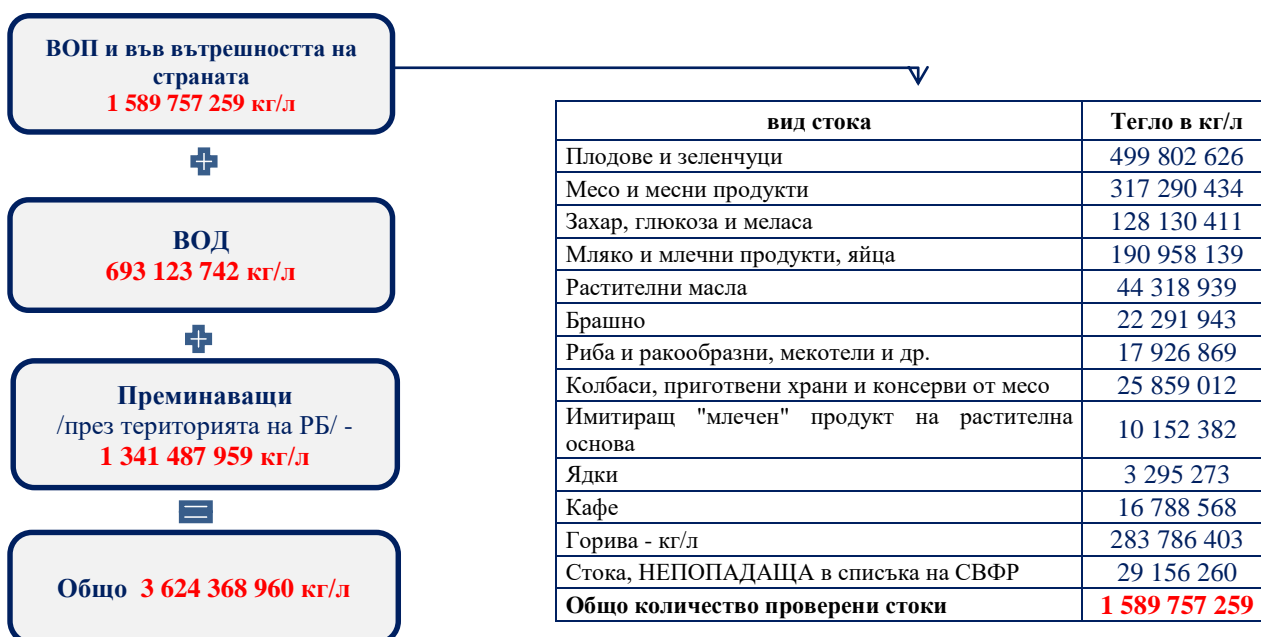 ВОП и във вътрешността на
страната
1 589 757 259 кг/л
ВОД
693 123 742 кг/л
Преминаващи
/през територията на РБ/ -
1 341 487 959 кг/л
Общо 3 624 368 960 кг/л
вид стока Тегло в кг/л
Плодове и зеленчуци 499 802 626
Месо и месни продукти 317 290 434
Захар, глюкоза и меласа 128 130 411
Мляко и млечни продукти, яйца 190 958 139
Растителни масла 44 318 939
Брашно 22 291 943
Риба и ракообразни, мекотели и др. 17 926 869
Колбаси, приготвени храни и консерви от месо 25 859 012
Имитиращ "млечен" продукт на растителна
основа 10 152 382
Ядки 3 295 273
Кафе 16 788 568
Горива - кг/л 283 786 403
Стока, НЕПОПАДАЩА в списъка на СВФР 29 156 260
Общо количество проверени стоки 1 589 757 259